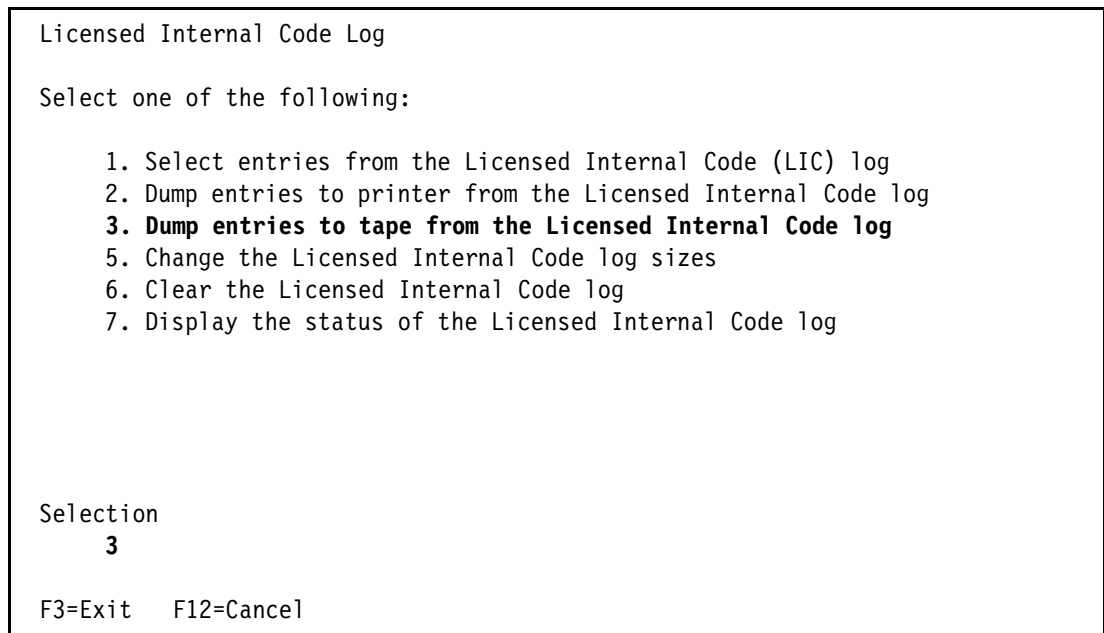 Licensed Internal Code Log
Select one of the following:
1. Select entries from the Licensed Internal Code (LIC) log
2. Dump entries to printer from the Licensed Internal Code log
3. Dump entries to tape from the Licensed Internal Code log
5. Change the Licensed Internal Code log sizes
6. Clear the Licensed Internal Code log
7. Display the status of the Licensed Internal Code log
Selection
3
F3=Exit F12=Cancel